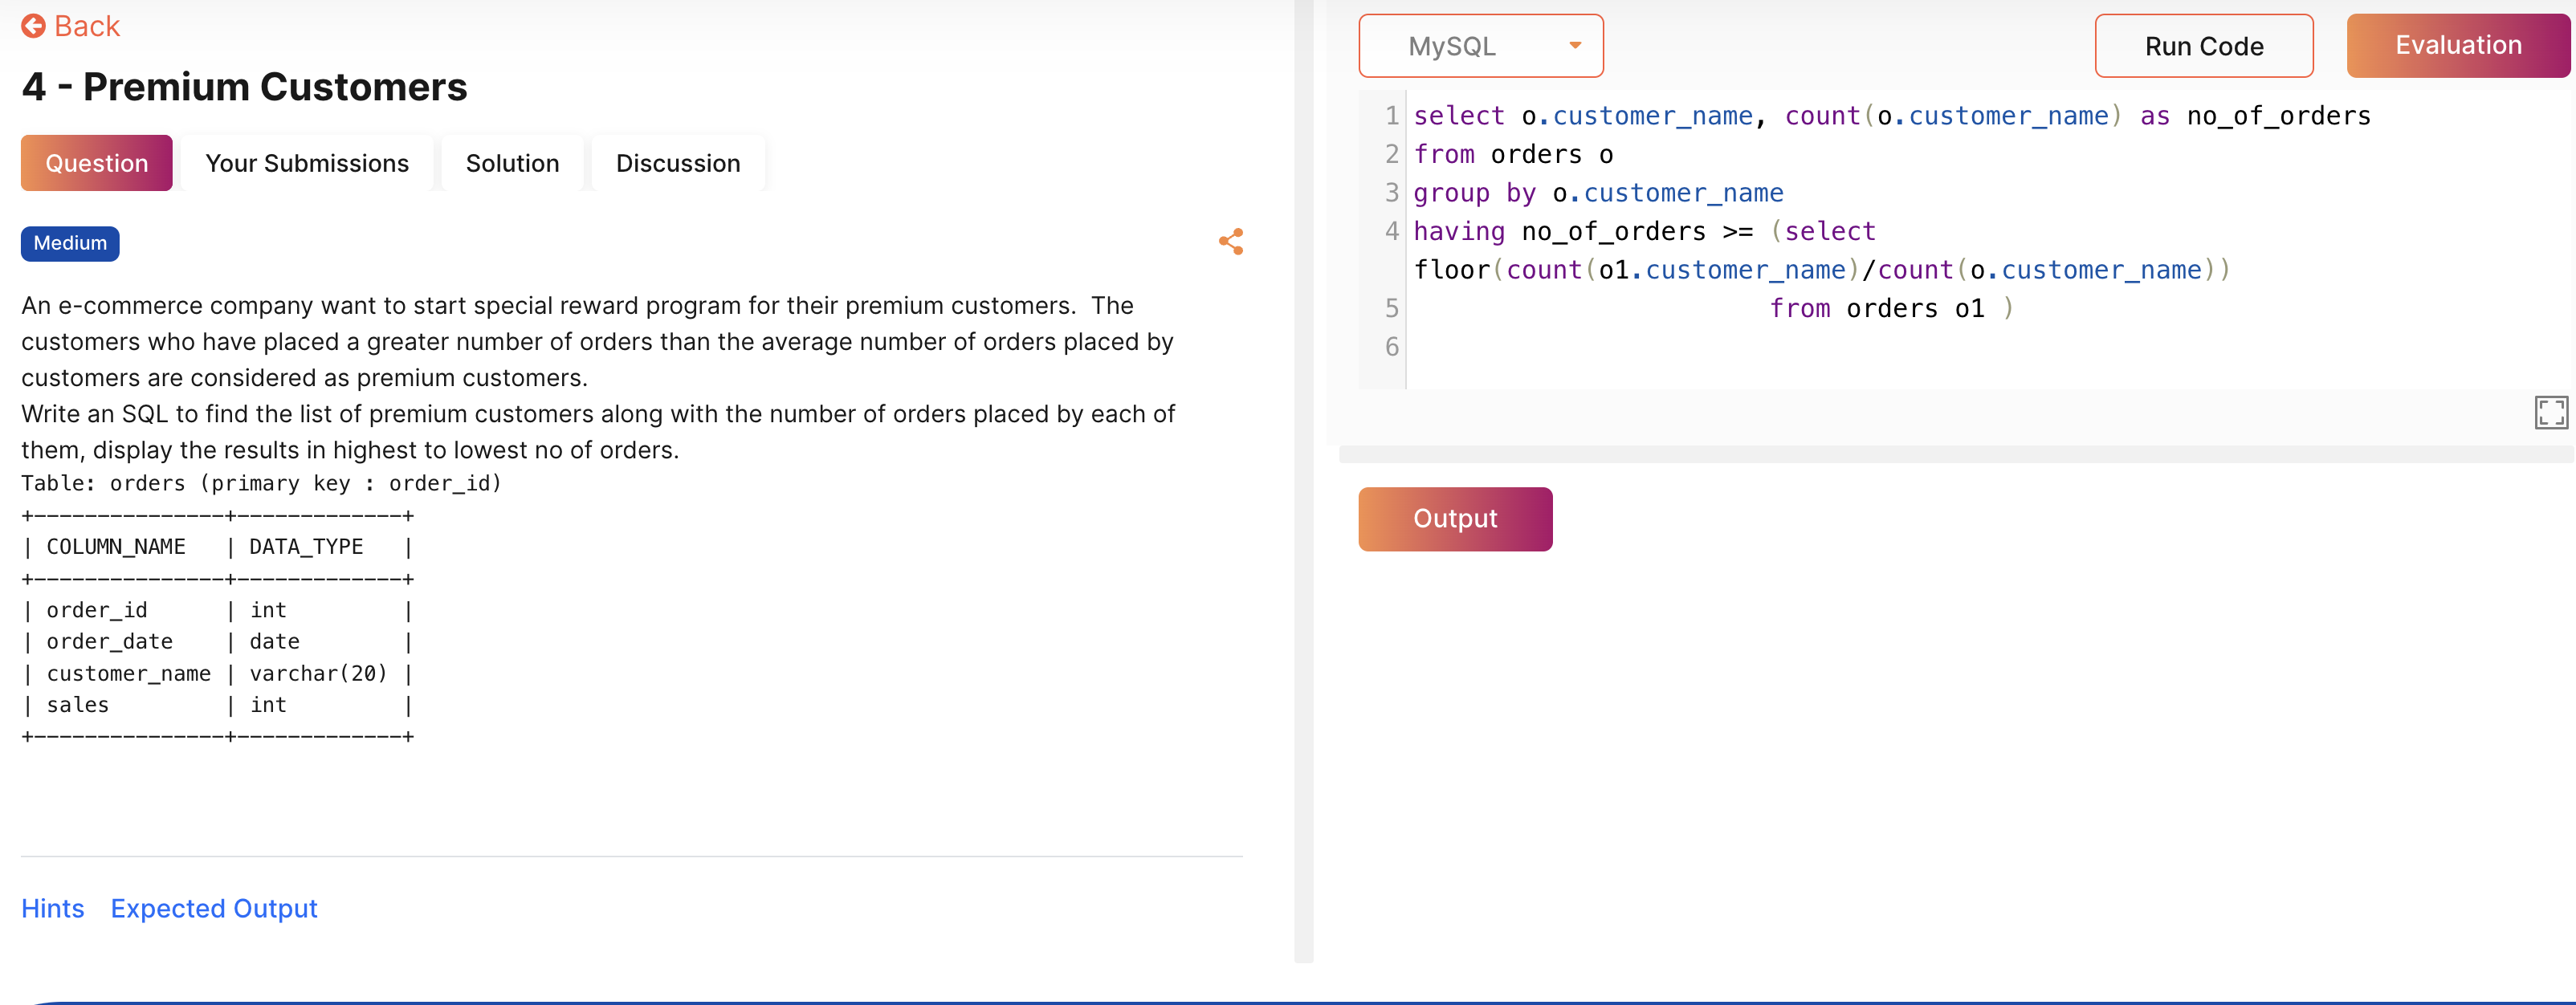 Back
4 - Premium Customers
Question
Your Submissions
Solution
Discussion
Medium
An e-commerce company want to start special reward program for their premium customers.  The
customers who have placed a greater number of orders than the average number of orders placed by
customers are considered as premium customers.
Write an SQL to find the list of premium customers along with the number of orders placed by each of
them, display the results in highest to lowest no of orders.
Table: orders (primary key : order_id)
+---------------+-------------+
| COLUMN_NAME   | DATA_TYPE   |
+---------------+-------------+
| order_id      | int         |
| order_date    | date        |
| customer_name | varchar(20) |
| sales         | int         |
+---------------+-------------+
Hints
Expected Output
MySQL
Run Code
Evaluation
1 select o.customer_name, count(o.customer_name) as no_of_orders
2 from orders o
3 group by o.customer_name
4 having no_of_orders >= (select
floor(count(o1.customer_name)/count(o.customer_name))
5                        from orders o1 )
6
Output